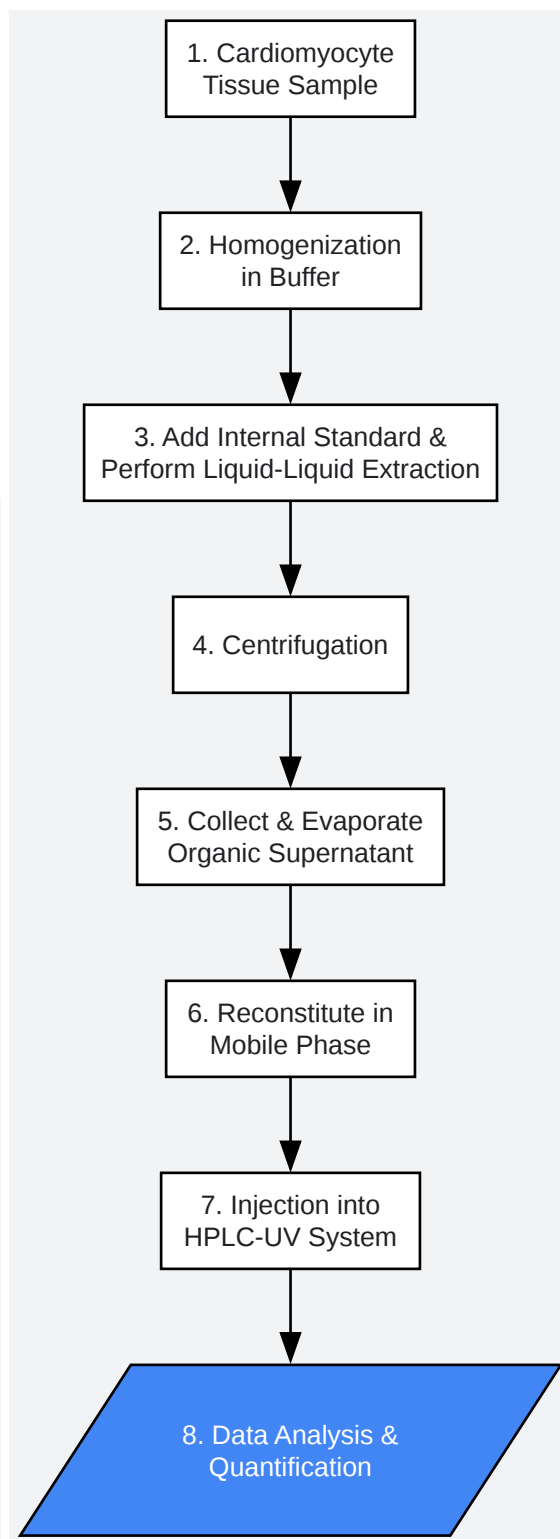 1. Cardiomyocyte
Tissue Sample
2. Homogenization
in Buffer
3. Add Internal Standard &
Perform Liquid-Liquid Extraction
4. Centrifugation
5. Collect & Evaporate
Organic Supernatant
6. Reconstitute in
Mobile Phase
7. Injection into
HPLC-UV System
8. Data Analysis &
Quantification